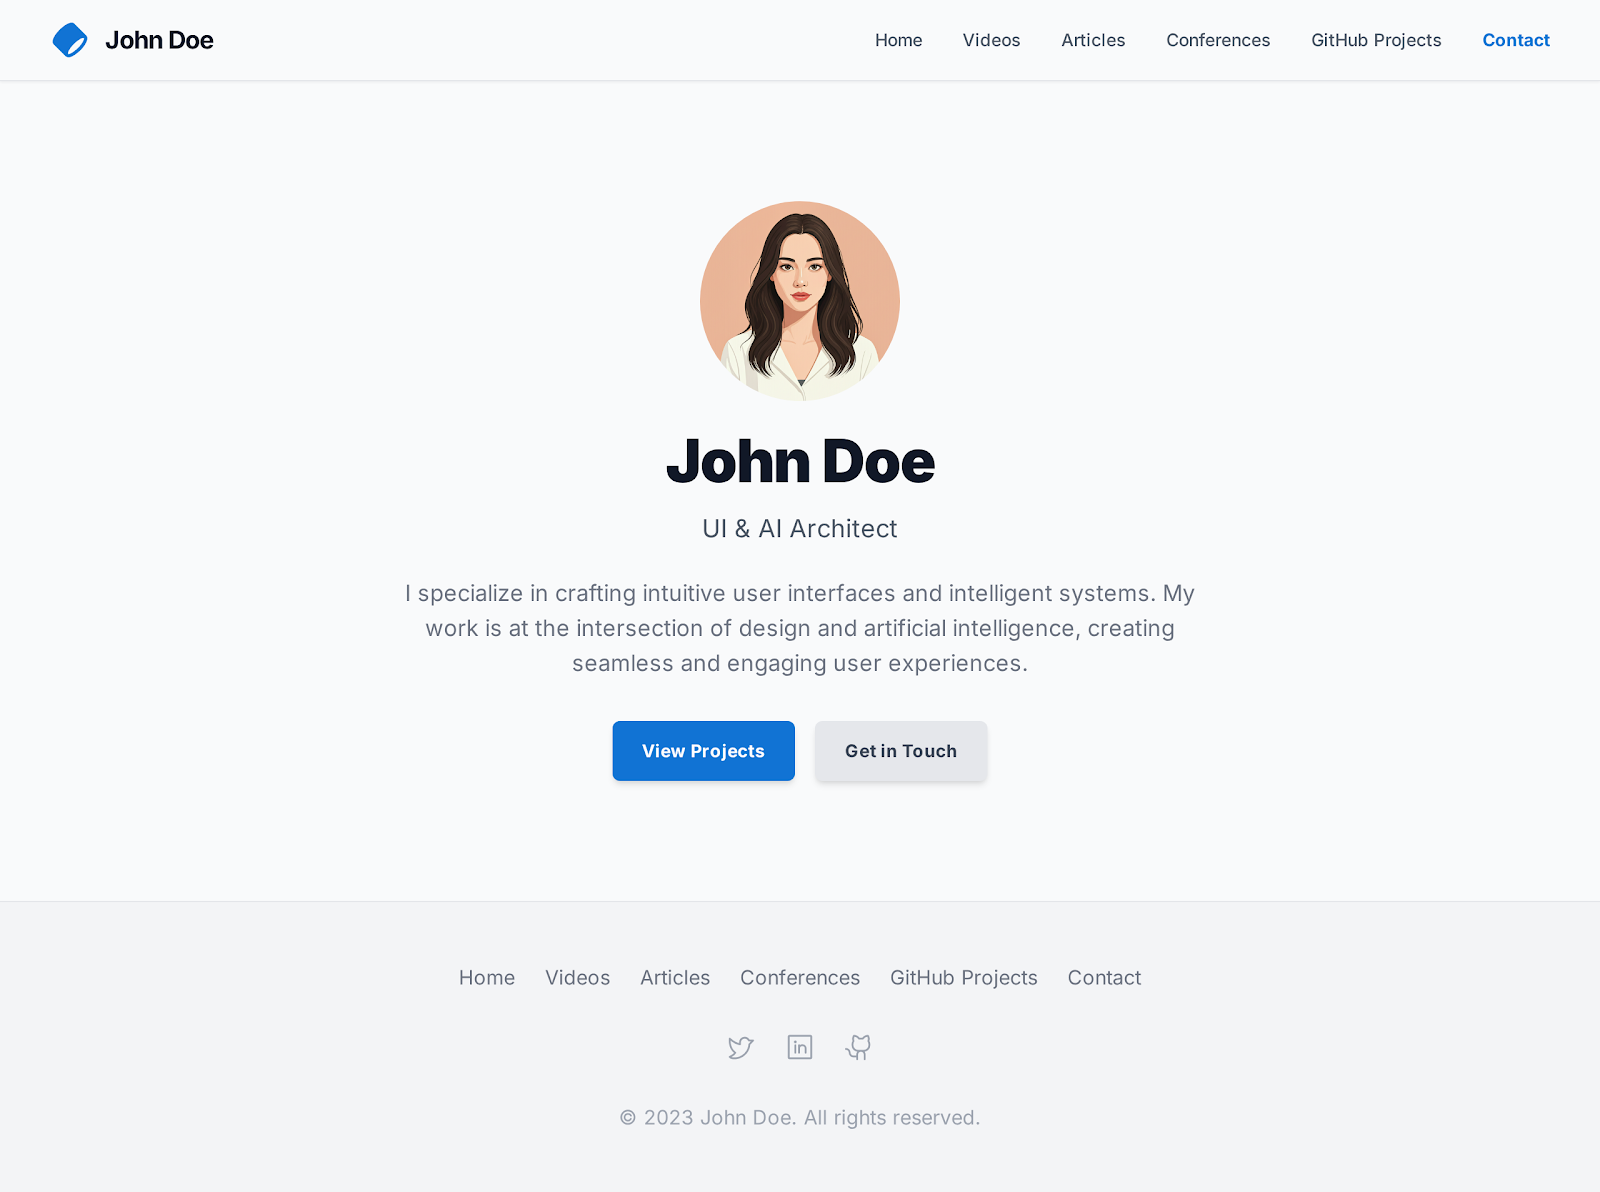 John Doe
Home Videos Articles Conferences GitHub Projects Contact
John Doe
UI & AI Architect
I specialize in crafting intuitive user interfaces and intelligent systems. My
work is at the intersection of design and artificial intelligence, creating
seamless and engaging user experiences.
View Projects Get in Touch
Home Videos Articles Conferences GitHub Projects Contact
in
© 2023 John Doe. All rights reserved.